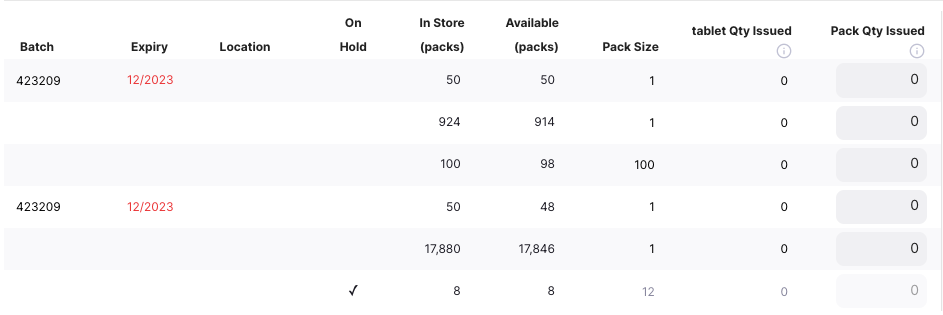 Batch Expiry Location On Hold In Store (packs) Available (packs) Pack Size tablet Qty Issued Pack Qty Issued
423209 12/2023 50 50 1 0 0
924 914 1 0 0
100 98 100 0 0
423209 12/2023 50 48 1 0 0
17,880 17,846 1 0 0
✓ 8 8 12 0 0